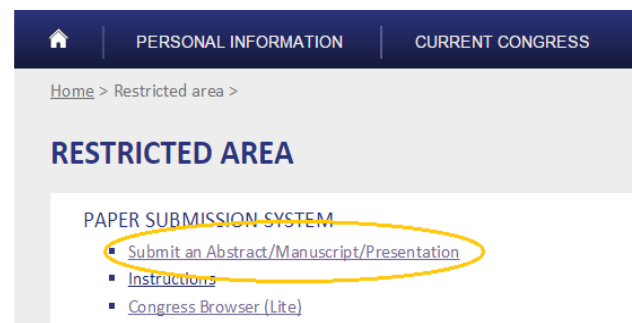 PERSONAL INFORMATION CURRENT CONGRESS
Home > Restricted area >
RESTRICTED AREA
PAPER SUBMISSION SYSTEM
Submit an Abstract/Manuscript/Presentation
Instructions
Congress Browser (Lite)